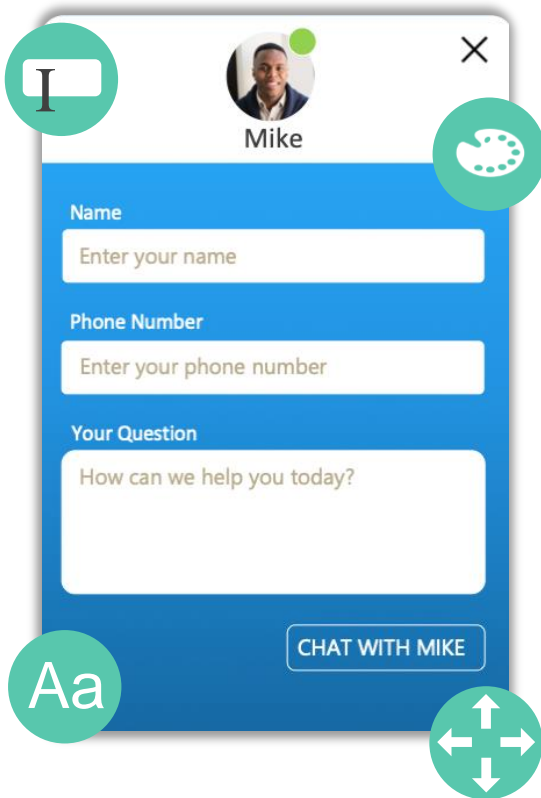 Mike
Name
Enter your name
Phone Number
Enter your phone number
Your Question
How can we help you today?
CHAT WITH MIKE
Aa